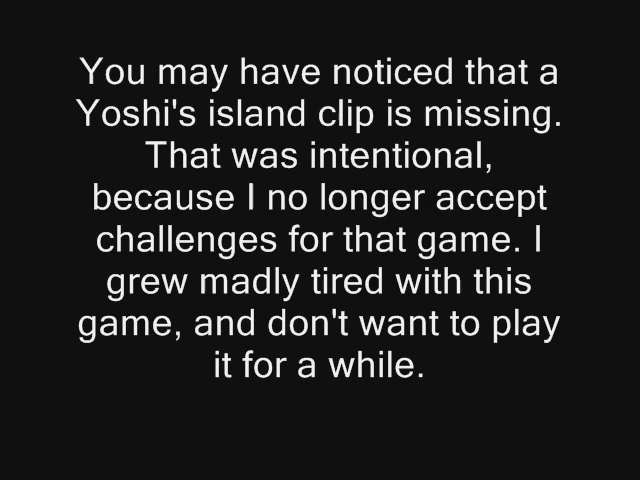 You may have noticed that a
Yoshi's island clip is missing.
That was intentional,
because I no longer accept
challenges for that game. I
grew madly tired with this
game, and don't want to play
it for a while.